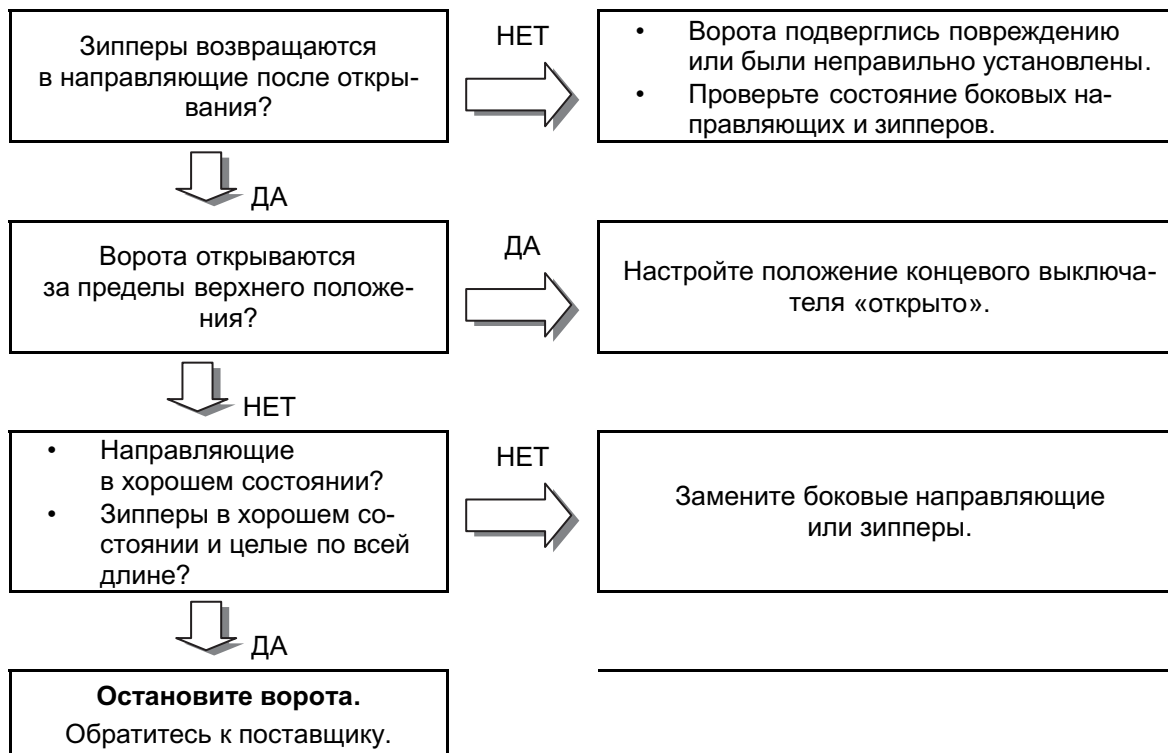 Зипперы возвращаются
в направляющие после откры-
вания?
НЕТ
• Ворота подверглись повреждению
или были неправильно установлены.
• Проверьте состояние боковых на-
правляющих и зипперов.
ДА
Ворота открываются
за пределы верхнего положе-
ния?
ДА
Настройте положение концевого выключа-
теля «открыто».
НЕТ
• Направляющие
в хорошем состоянии?
• Зипперы в хорошем со-
стоянии и целые по всей
длине?
НЕТ
Замените боковые направляющие
или зипперы.
ДА
Остановите ворота.
Обратитесь к поставщику.